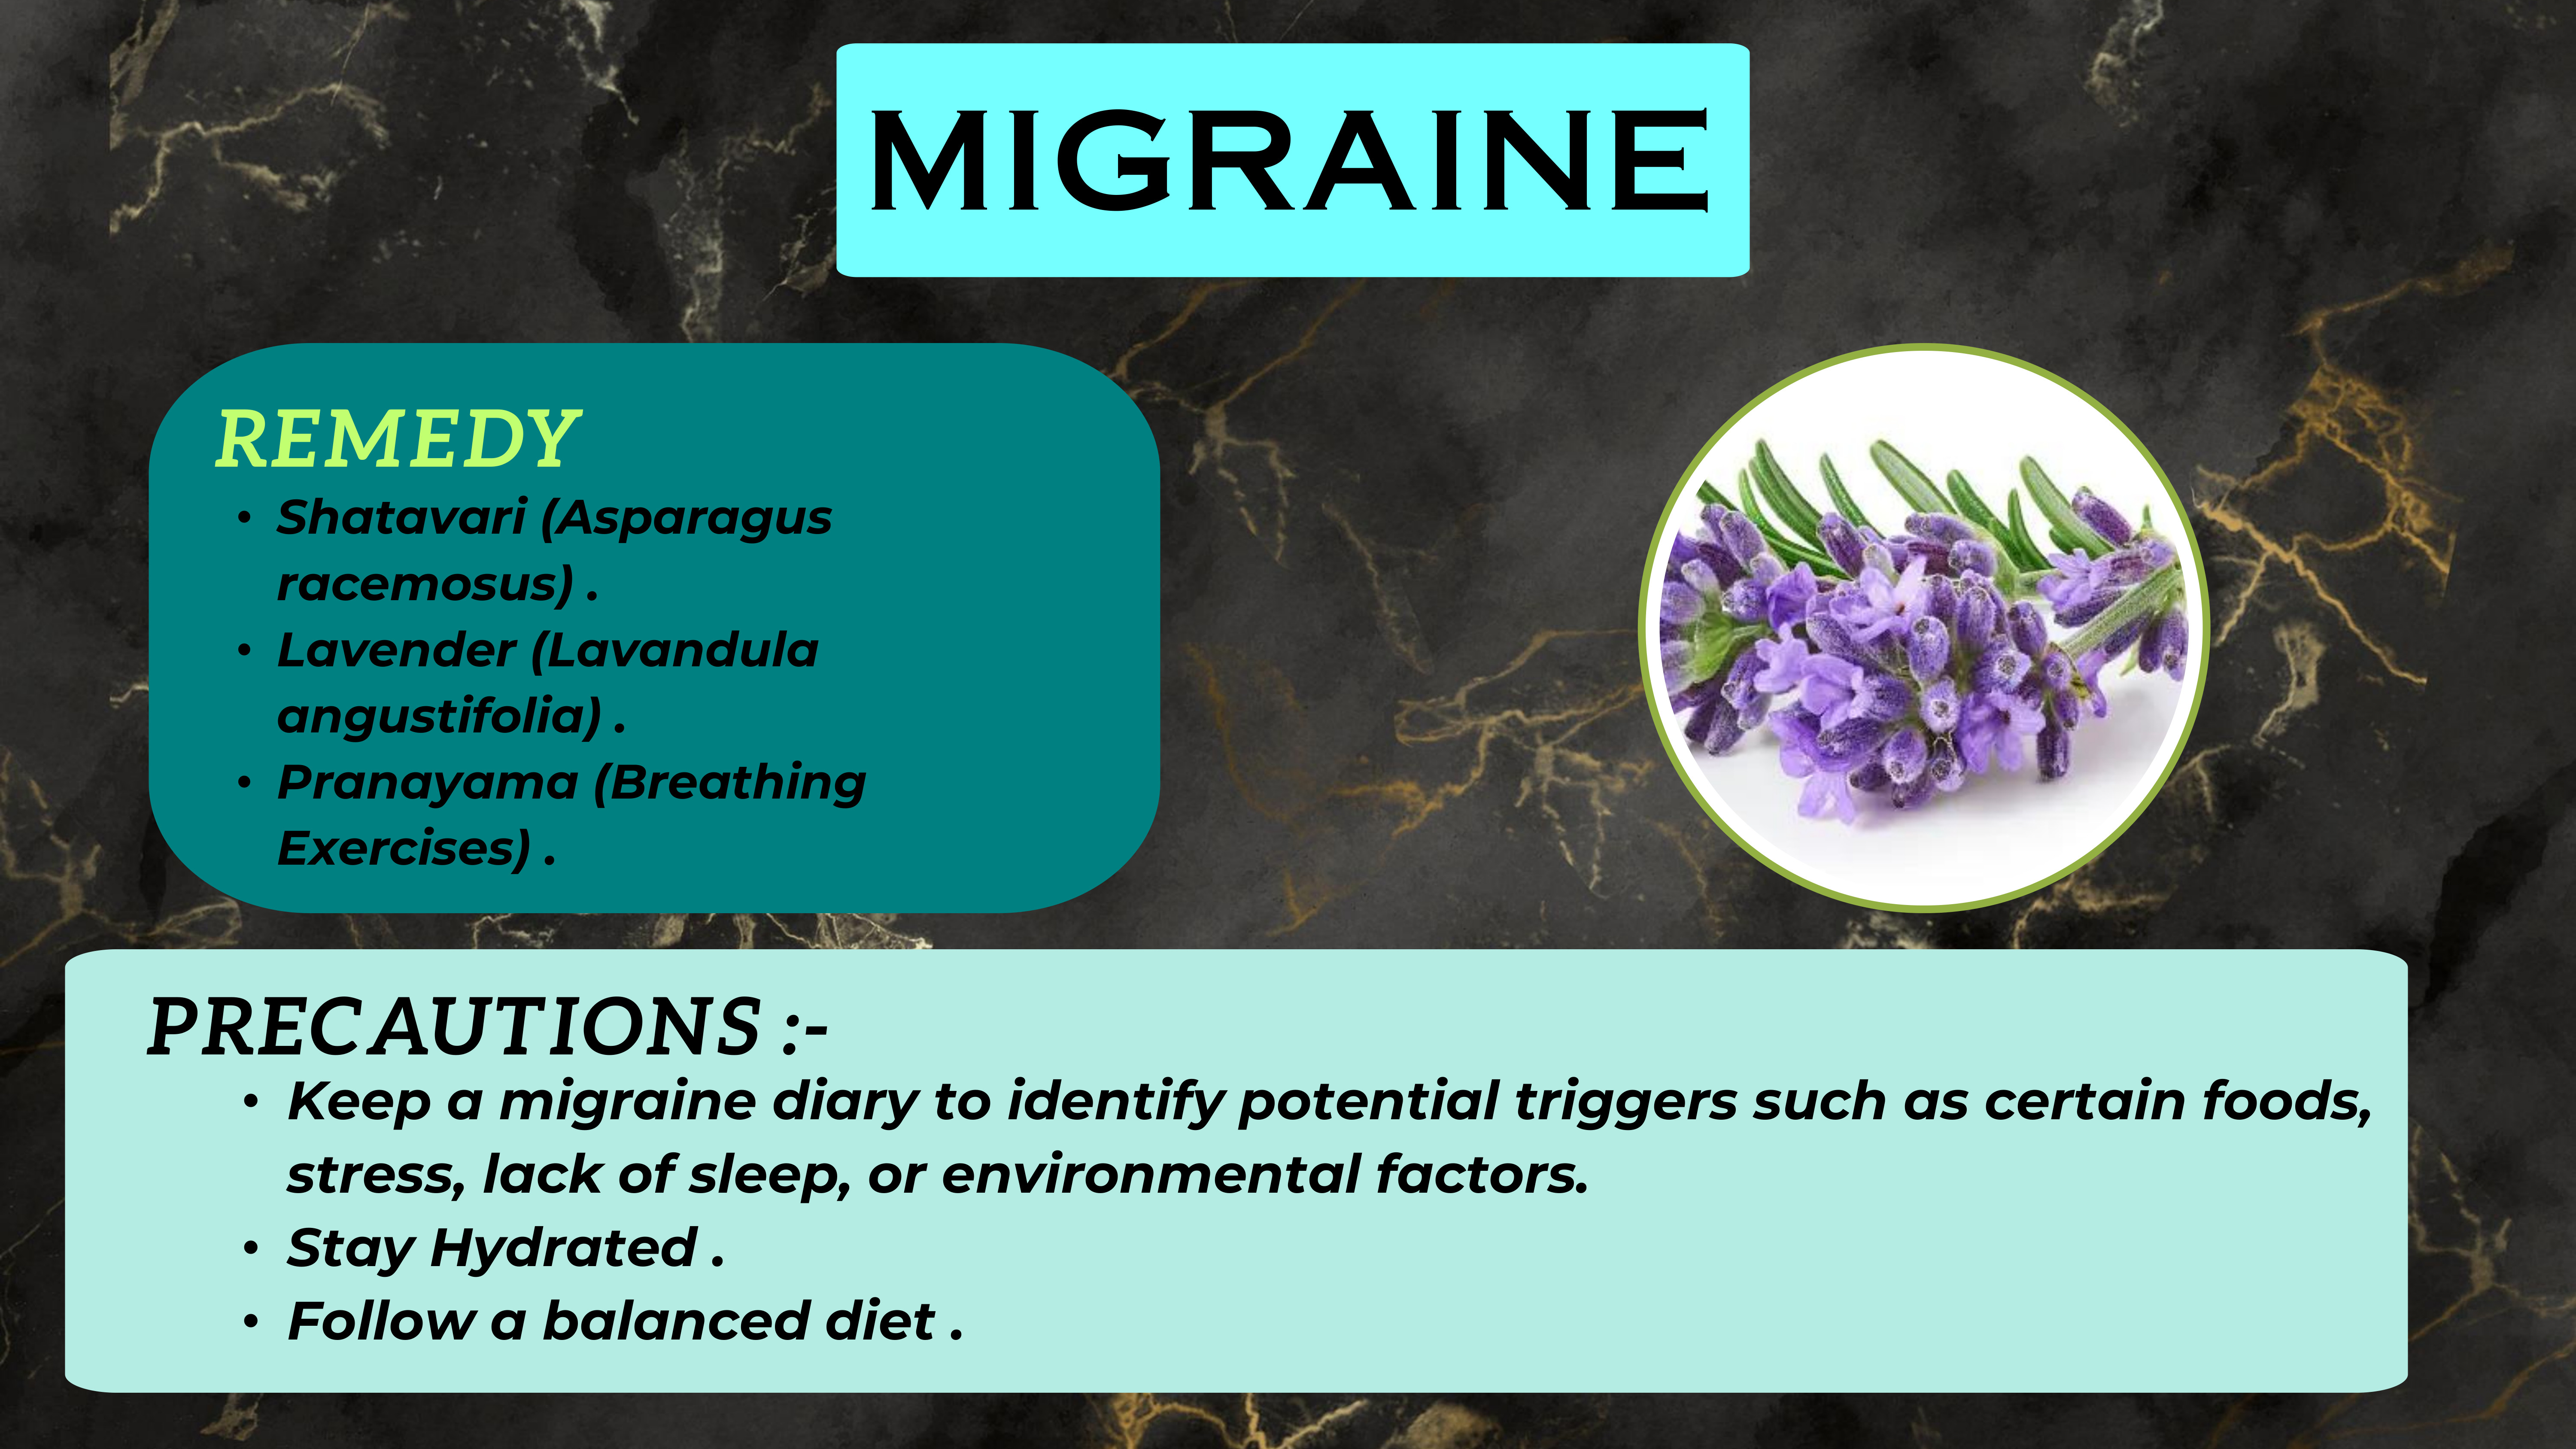 MIGRAINE
REMEDY
• Shatavari (Asparagus
racemosus) .
• Lavender (Lavandula
angustifolia) .
• Pranayama (Breathing
Exercises) .
PRECAUTIONS :-
• Keep a migraine diary to identify potential triggers such as certain foods,
stress, lack of sleep, or environmental factors.
• Stay Hydrated .
• Follow a balanced diet .